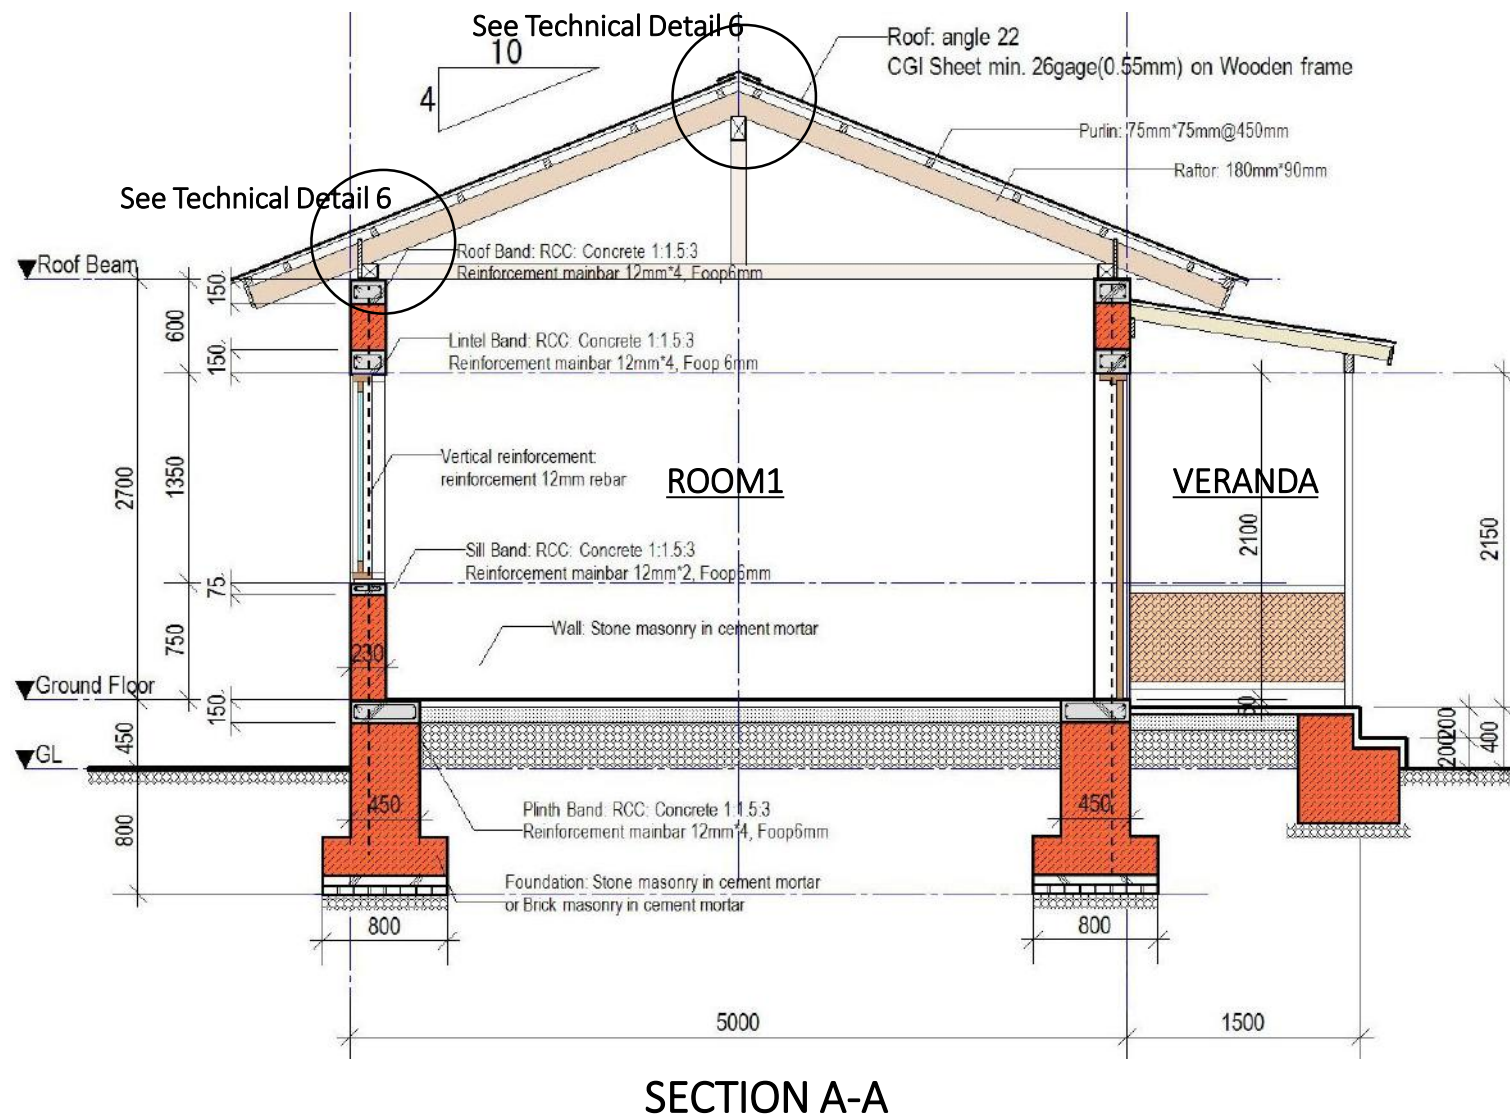 See Technical Detail 6
10
4
Roof: angle 22
CGI Sheet min. 26gage(0.55mm) on Wooden frame
Purlin: 75mm*75mm@450mm
Raftor: 180mm*90mm
See Technical Detail 6
Roof Beam
Roof Band: RCC: Concrete 1:1.5:3
Reinforcement mainbar 12mm*4, Foop6mm
150
600
150
Lintel Band: RCC: Concrete 1:1.5:3
Reinforcement mainbar 12mm*4, Foop 6mm
2700
1350
Vertical reinforcement:
reinforcement 12mm rebar
ROOM1
VERANDA
2100
2150
Sill Band: RCC: Concrete 1:1.5:3
Reinforcement mainbar 12mm*2, Foop6mm
75
750
Wall: Stone masonry in cement mortar
230
Ground Floor
150
450
50
200
200
400
GL
800
450
450
Plinth Band: RCC: Concrete 1:1.5:3
Reinforcement mainbar 12mm*4, Foop6mm
Foundation: Stone masonry in cement mortar
or Brick masonry in cement mortar
800
800
5000
1500
SECTION A-A